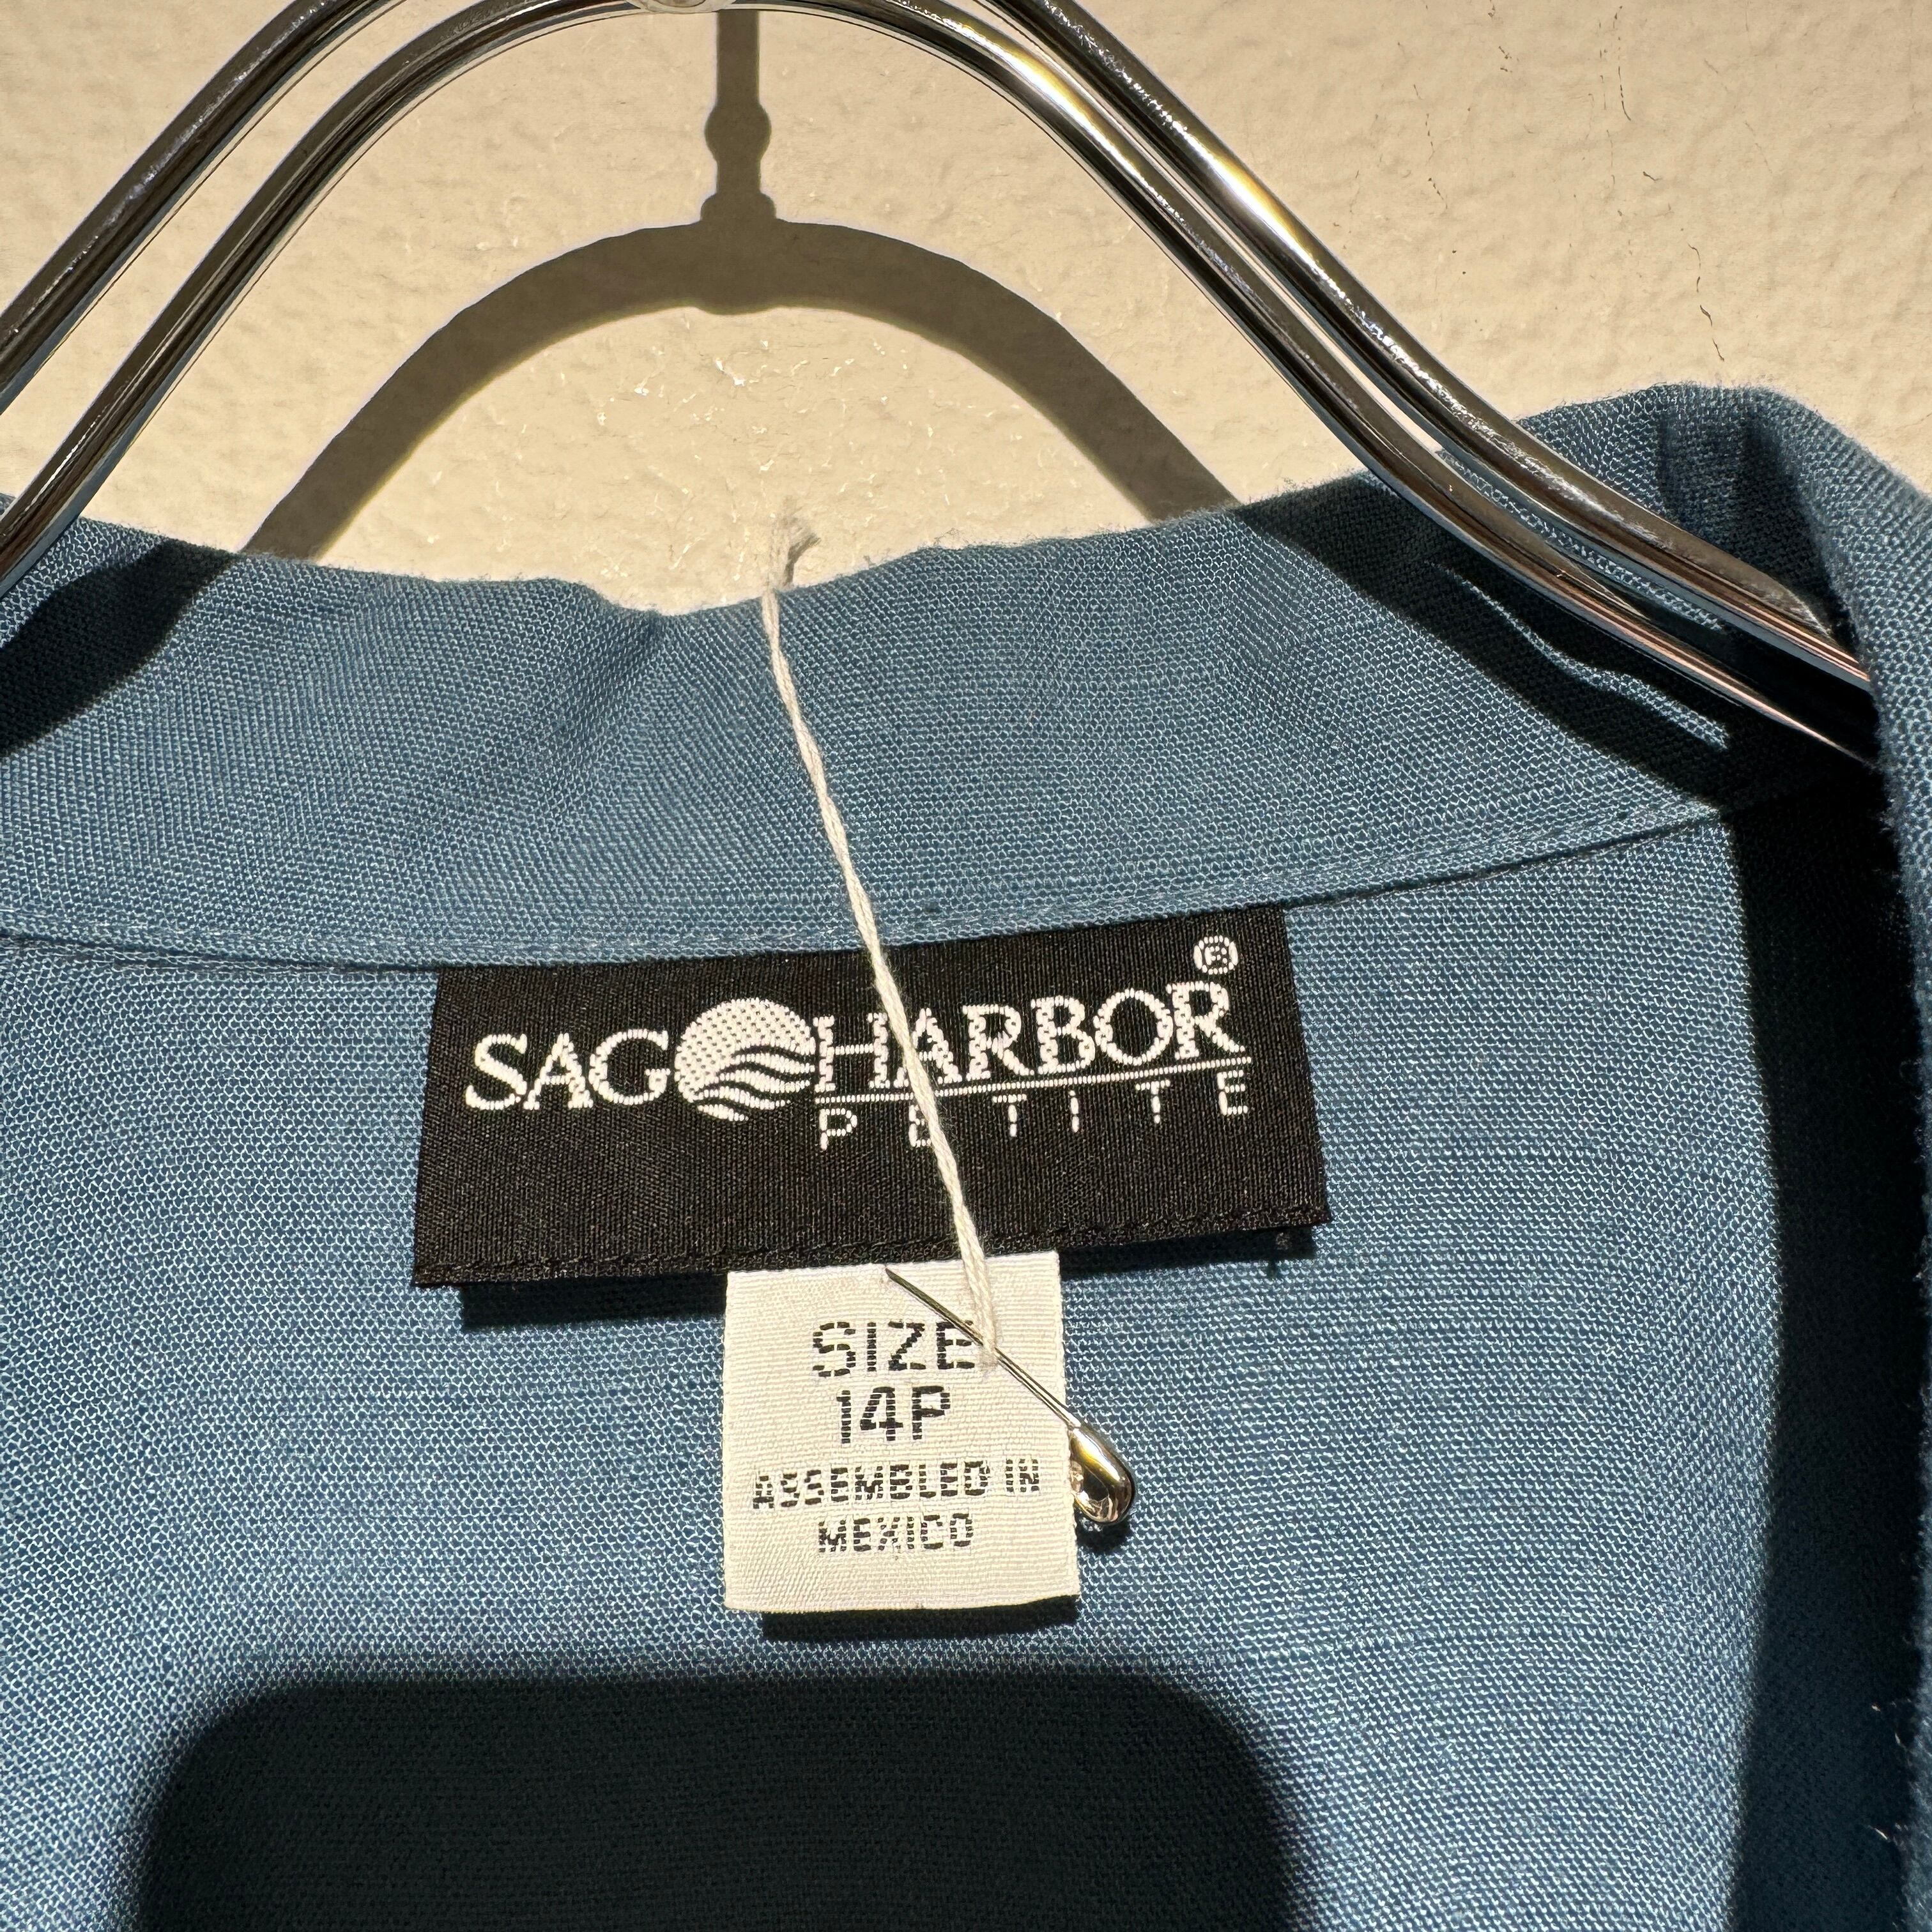 SAG HARBOR®
PETITE
SIZE
14P
ASSEMBLED IN
MEXICO